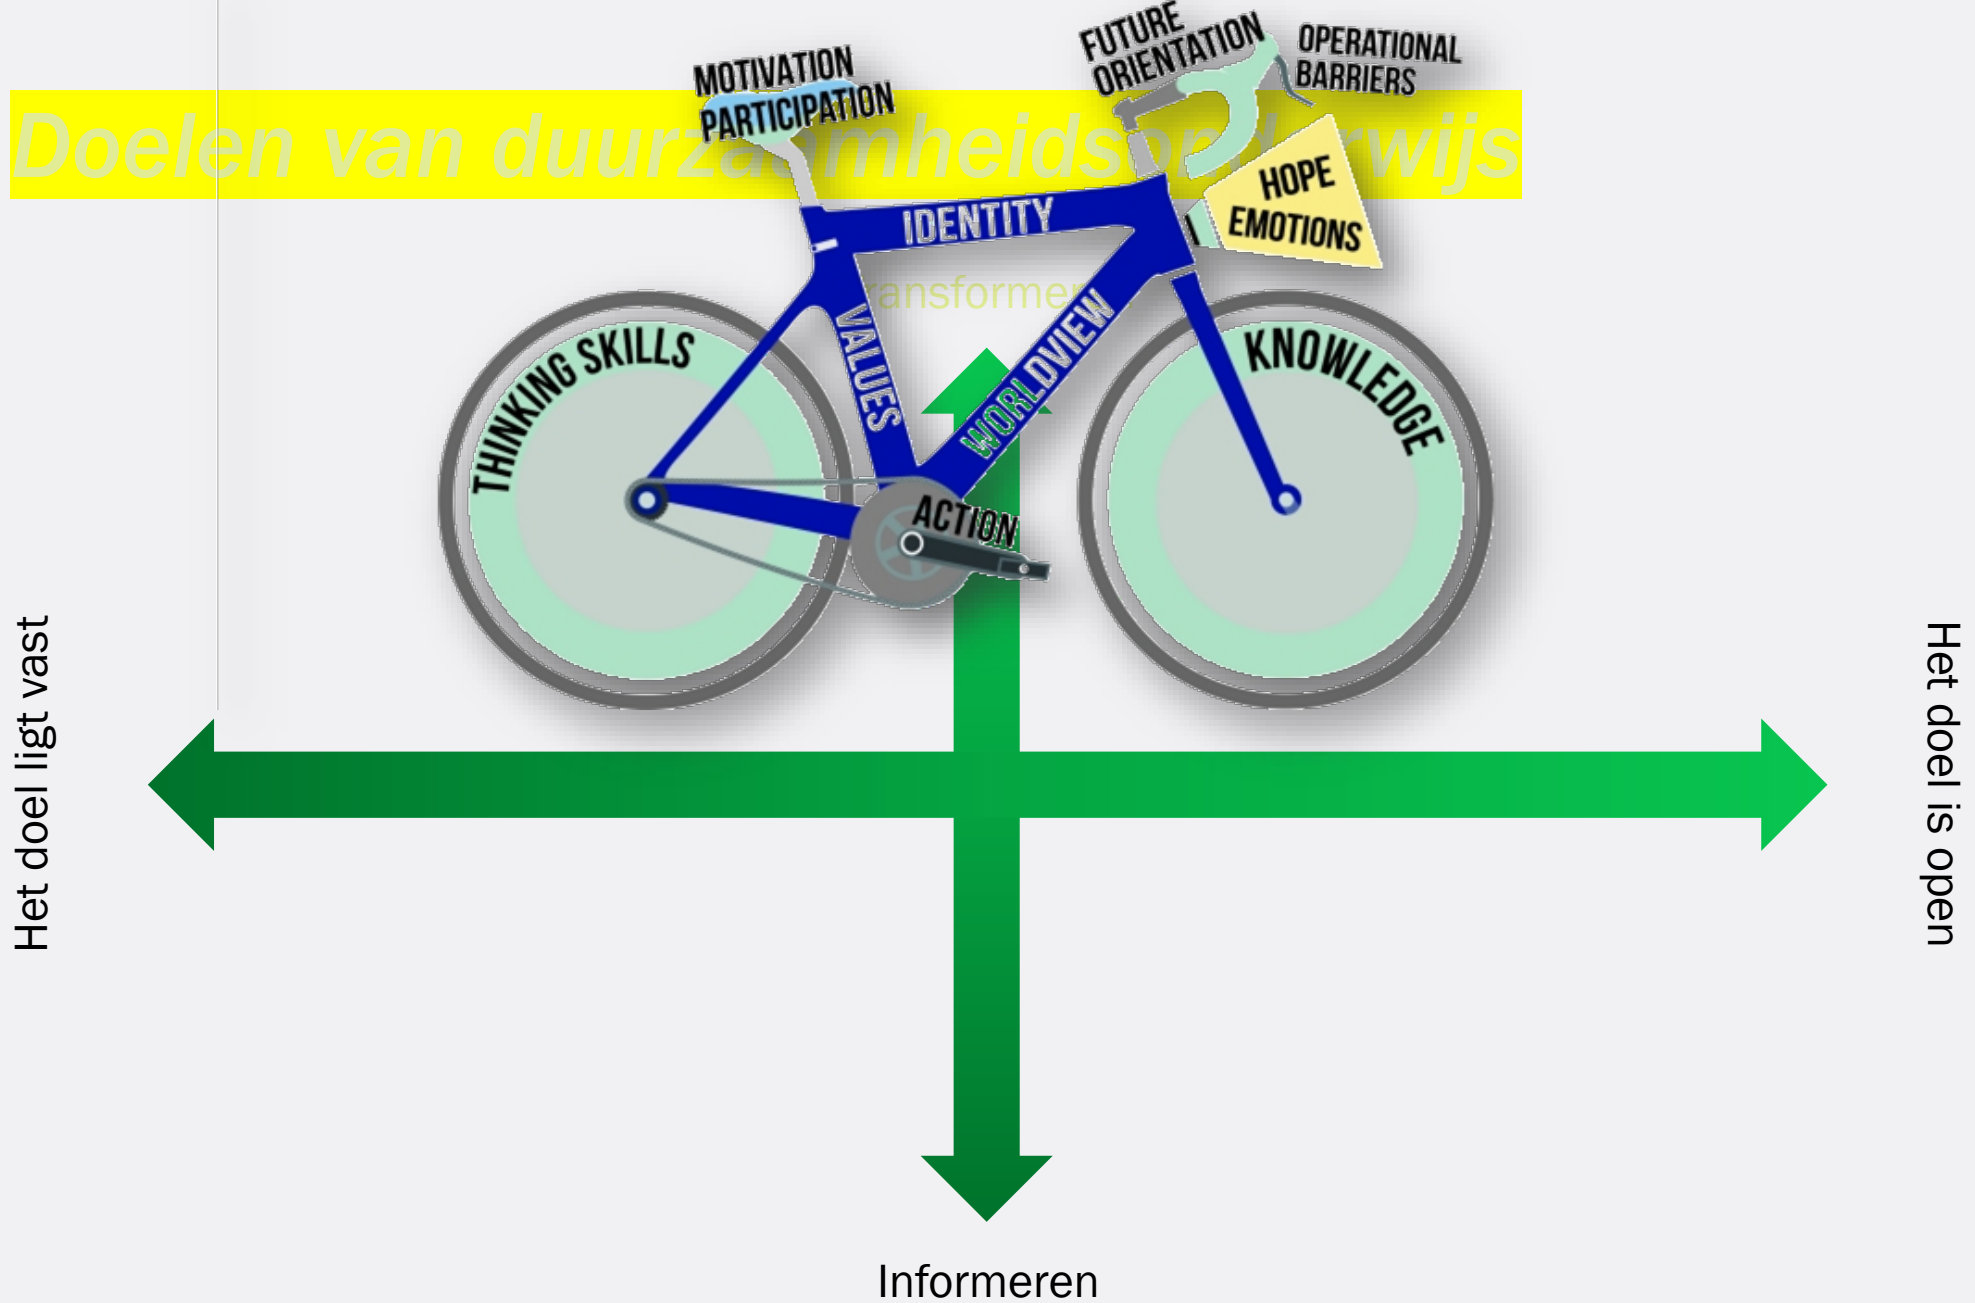 FUTURE
ORIENTATION
OPERATIONAL
BARRIERS
MOTIVATION
PARTICIPATION
Doelen van duurzaamheidsonderwijs
HOPE
EMOTIONS
IDENTITY
Transformeren
VALUES
WORLDVIEW
THINKING SKILLS
KNOWLEDGE
ACTION
Het doel ligt vast
Het doel is open
Informeren